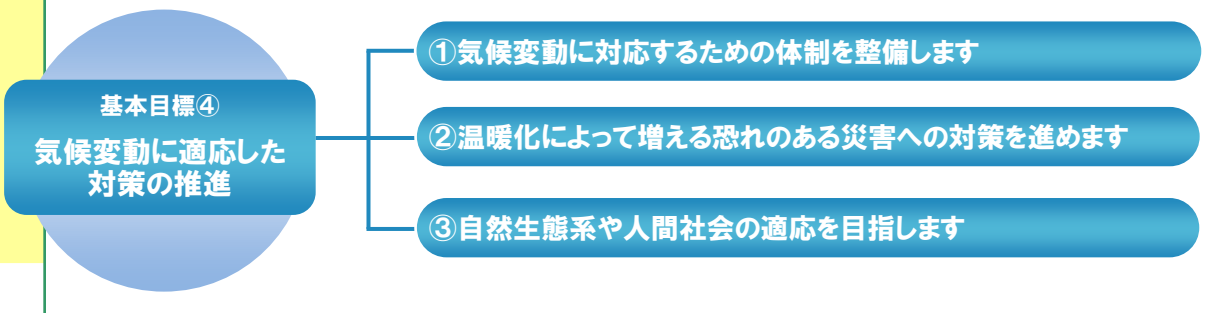 基本目標④
気候変動に適応した
対策の推進
①気候変動に対応するための体制を整備します
②温暖化によって増える恐れのある災害への対策を進めます
③自然生態系や人間社会の適応を目指します